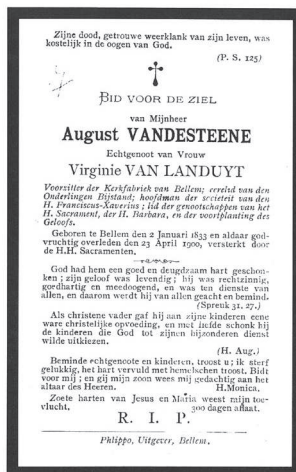 Zijne dood, getrouwe weerklank van zijn leven, was
kostelijk in de oogen van God.
(P. S. 125)
BID VOOR DE ZIEL
van Mijnheer
August VANDESTEENE
Echtgenoot van Vrouw
Virginie VAN LANDUYT
Voorzitter der Kerkfabriek van Bellem; eerelid van den
Onderlingen Bijstand; hoofdman der societeit van den
H. Franciscus-Xaverius; lid der genootschappen van het
H. Sacrament, der H. Barbara, en der voortplanting des
Geloofs.
Geboren te Bellem den 2 Januari 1833 en aldaar god-
vruchtig overleden den 23 April 1900, versterkt door
de H.H. Sacramenten.
God had hem een goed en deugdzaam hart geschon-
ken; zijn geloof was levendig; hij was rechtzinnig,
goedhartig en meedoogend, en was ten dienste van
allen, en daarom werdt hij van allen geacht en bemind.
(Spreuk 31. 27.)
Als christene vader gaf hij aan zijne kinderen eene
ware christelijke opvoeding, en met liefde schonk hij
de kinderen die God tot zijnen bijzonderen dienst
wilde uitkiezen.
(H. Aug.)
Beminde echtgenoote en kinderen, troost u; ik sterf
gelukkig, het hart vervuld met hemelschen troost. Bidt
voor mij; en gij mijn zoon wees mij gedachtig aan het
altaar des Heeren. H. Monica.
Zoete harten van Jesus en Maria weest mijn toe-
vlucht. 300 dagen aflaat.
R. I. P.
Phlippo, Uitgever, Bellem.